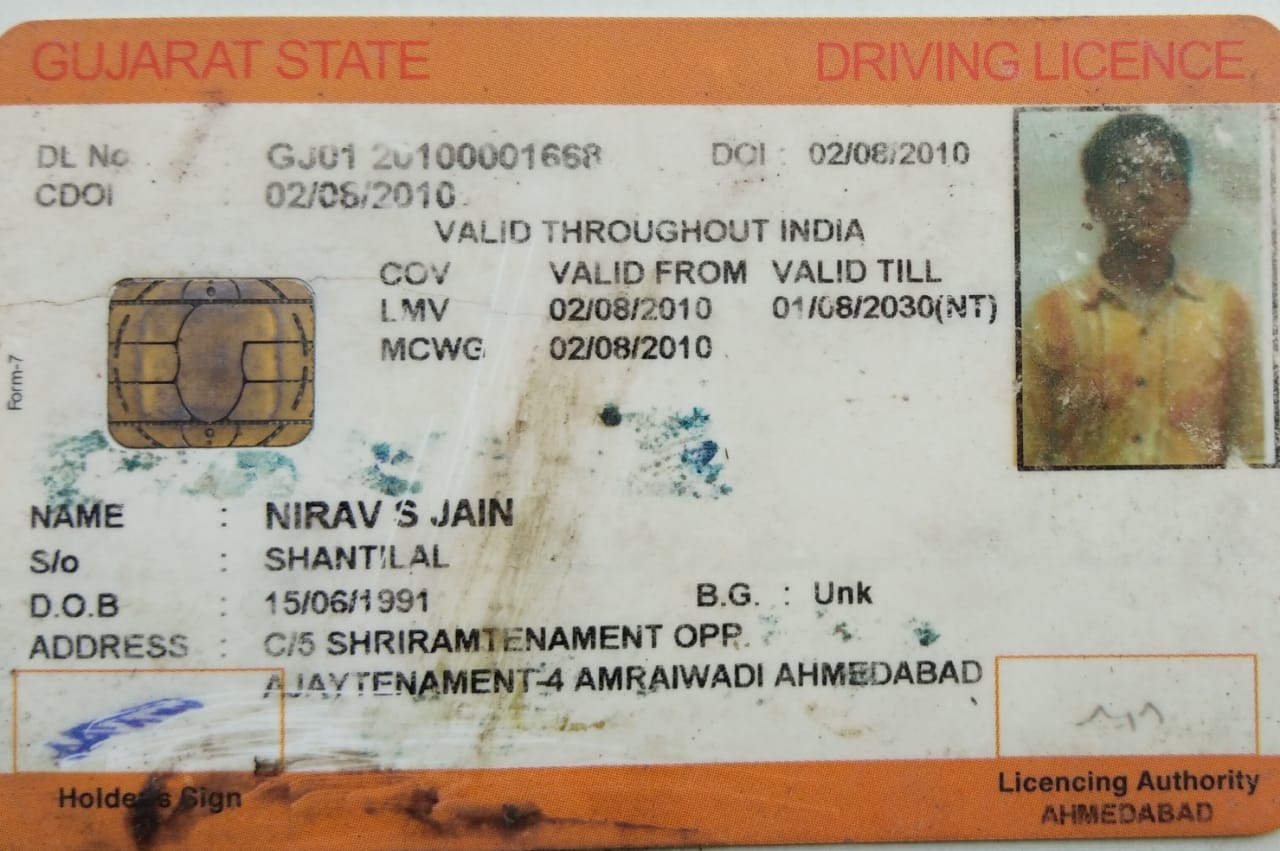 GUJARAT STATE DRIVING LICENCE
DL No : GJ01 20100001668 DOI : 02/08/2010
CDOI : 02/08/2010
VALID THROUGHOUT INDIA
COV VALID FROM VALID TILL
LMV 02/08/2010 01/08/2030(NT)
MCWG 02/08/2010
Form-7
NAME : NIRAV S JAIN
S/o : SHANTILAL
D.O.B : 15/06/1991 B.G. : Unk
ADDRESS : C/5 SHRIRAMTENAMENT OPP.
AJAYTENAMENT-4 AMRAIWADI AHMEDABAD
Holder's Sign Licencing Authority
AHMEDABAD